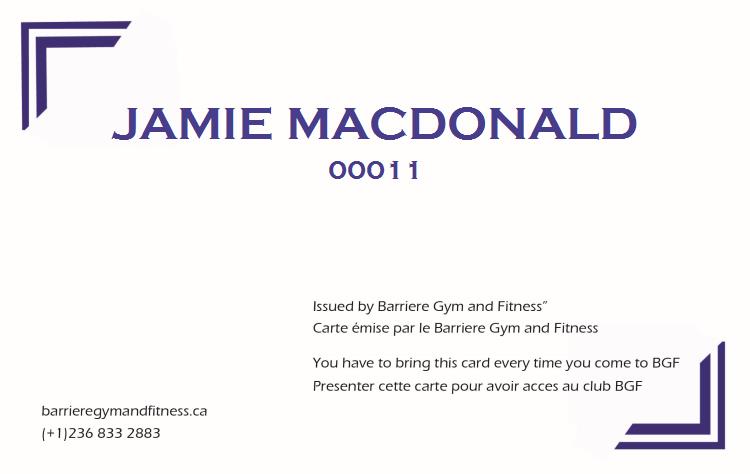 JAMIE MACDONALD
00011
Issued by Barriere Gym and Fitness”
Carte émise par le Barriere Gym and Fitness
You have to bring this card every time you come to BGF
Presenter cette carte pour avoir acces au club BGF
barrieregymandfitness.ca
(+1)236 833 2883